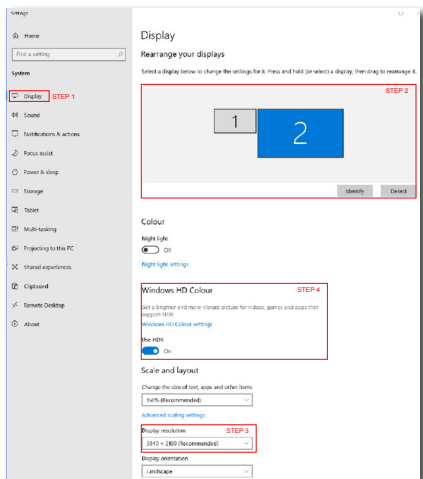 Settings
Home
Find a setting
System
Display
STEP 1
Sound
Notifications & actions
Focus assist
Power & sleep
Storage
Tablet
Multi-tasking
Projecting to this PC
Shared experiences
Clipboard
Remote Desktop
About
Display
Rearrange your displays
Select a display below to change the settings for it. Press and hold (or select) a display, then drag to rearrange it.
STEP 2
1
2
Identify
Detect
Colour
Night light
Off
Night light settings
Windows HD Colour
STEP 4
Get a brighter and more vibrant picture for videos, games and apps that
support HDR.
Windows HD Colour settings
Use HDR
On
Scale and layout
Change the size of text, apps and other items
(Recommended)
Advanced scaling settings
Display resolution
STEP 3
3840 × 2160 (Recommended)
Display orientation
Landscape